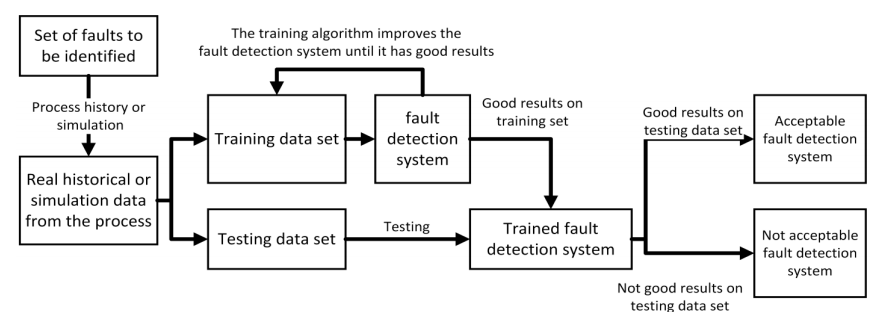 Set of faults to
be identified
The training algorithm improves the
fault detection system until it has good results
Process history or
simulation
Training data set
fault
detection
system
Good results on
training set
Good results on
testing data set
Acceptable
fault detection
system
Real historical or
simulation data
from the process
Testing data set
Testing
Trained fault
detection system
Not acceptable
fault detection
system
Not good results on
testing data set